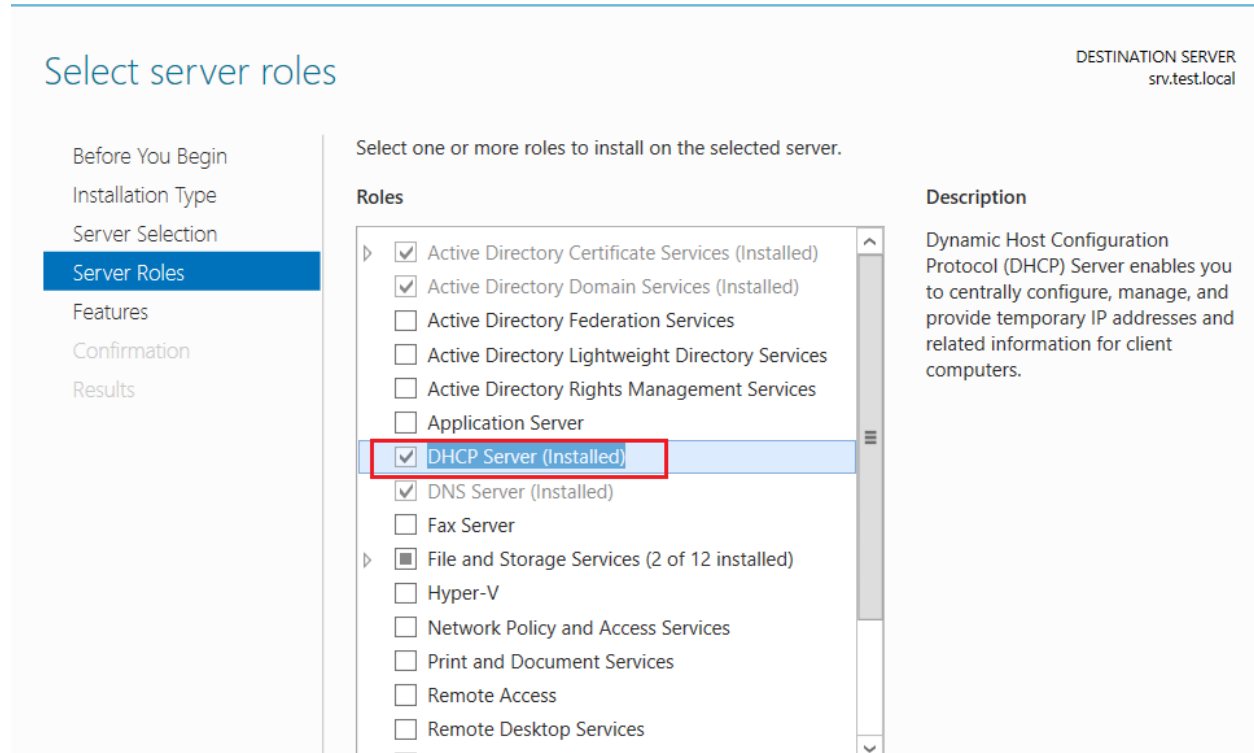 Select server roles
DESTINATION SERVER
srv.test.local
Before You Begin
Installation Type
Server Selection
Server Roles
Features
Confirmation
Results
Select one or more roles to install on the selected server.
Roles
Active Directory Certificate Services (Installed)
Active Directory Domain Services (Installed)
Active Directory Federation Services
Active Directory Lightweight Directory Services
Active Directory Rights Management Services
Application Server
DHCP Server (Installed)
DNS Server (Installed)
Fax Server
File and Storage Services (2 of 12 installed)
Hyper-V
Network Policy and Access Services
Print and Document Services
Remote Access
Remote Desktop Services
Description
Dynamic Host Configuration
Protocol (DHCP) Server enables you
to centrally configure, manage, and
provide temporary IP addresses and
related information for client
computers.